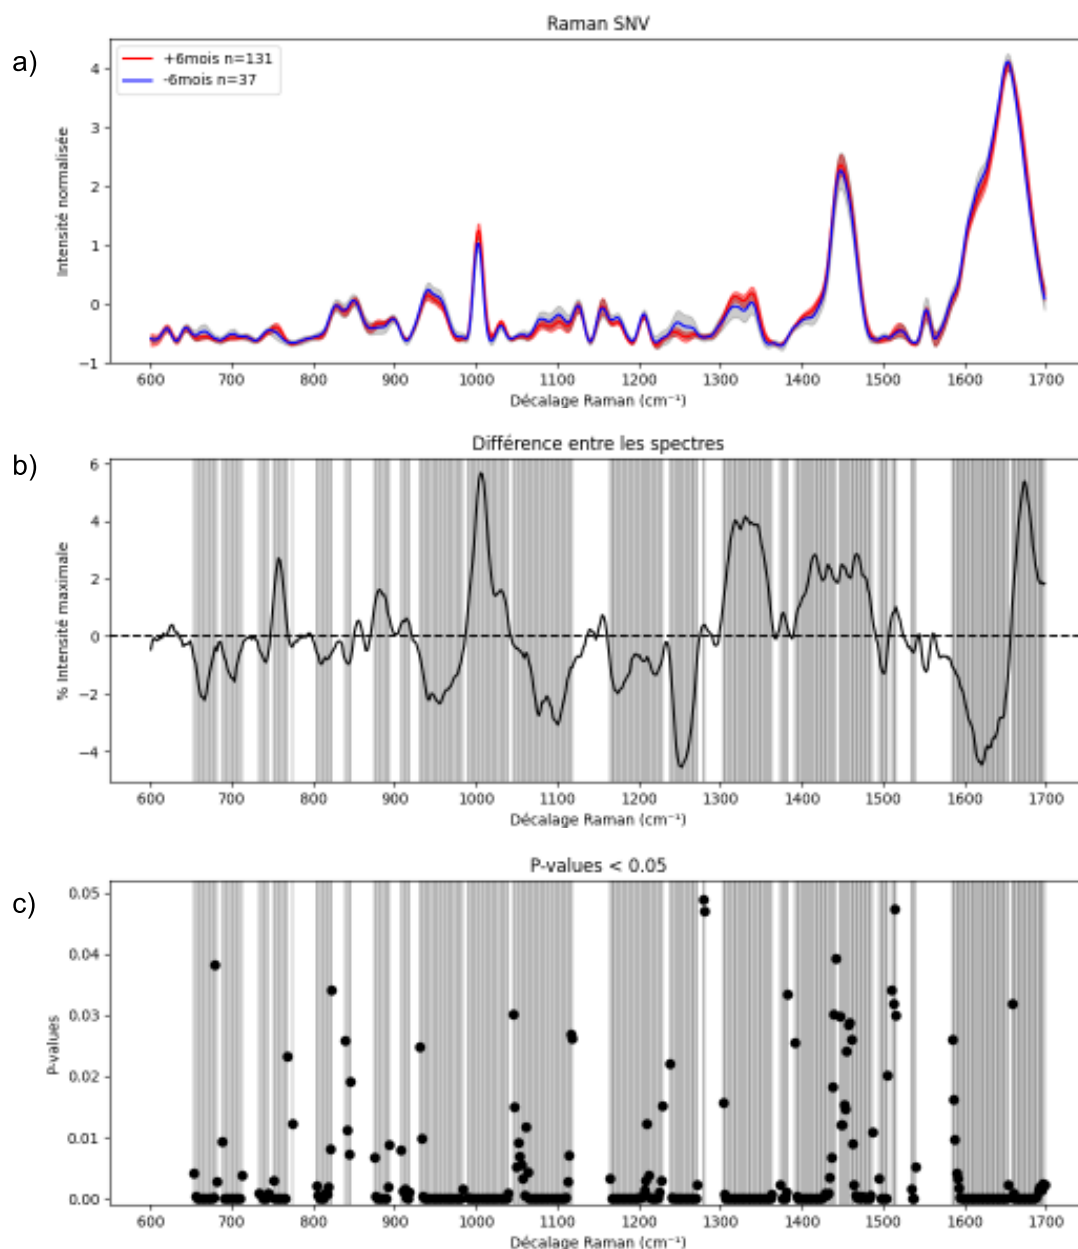 Raman SNV
a)
+6mois n=131
-6mois n=37
4
3
2
1
0
−1
Intensité normalisée
600 700 800 900 1000 1100 1200 1300 1400 1500 1600 1700
Décalage Raman (cm⁻¹)
Différence entre les spectres
b)
6
4
2
0
−2
−4
% Intensité maximale
600 700 800 900 1000 1100 1200 1300 1400 1500 1600 1700
Décalage Raman (cm⁻¹)
P-values < 0.05
c)
0.05
0.04
0.03
0.02
0.01
0.00
P-values
600 700 800 900 1000 1100 1200 1300 1400 1500 1600 1700
Décalage Raman (cm⁻¹)